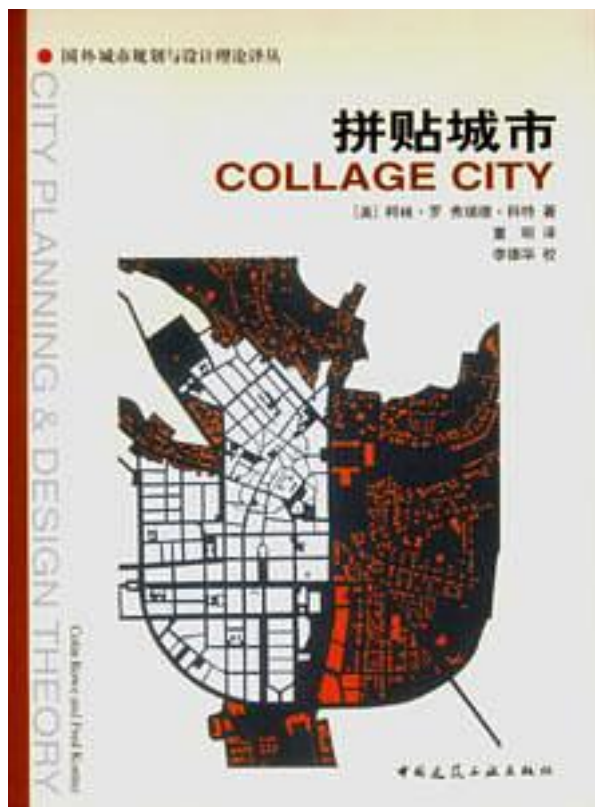 国外城市规划与设计理论译丛
CITY PLANNING & DESIGN THEORY
拼贴城市
COLLAGE CITY
[美] 柯林·罗 弗瑞德·科特 著
童明 译
李德华 校
Colin Rowe and Fred Koetter
中国建筑工业出版社